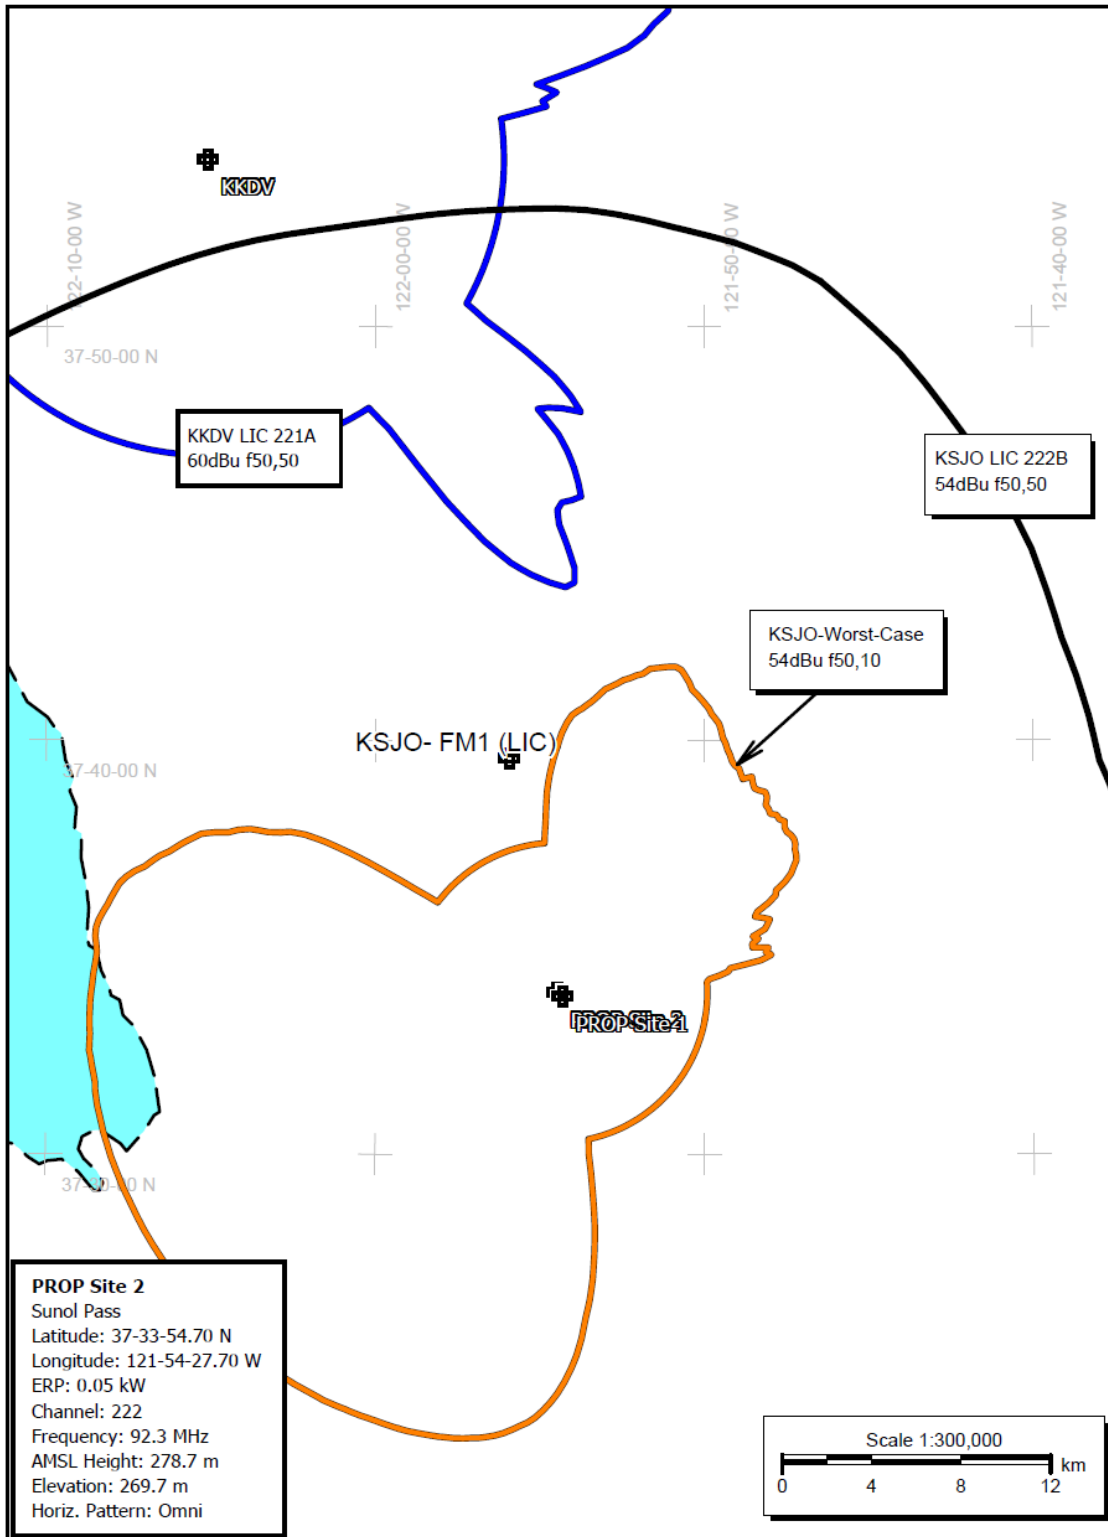 KKDV
122-10-00 W
122-00-00 W
121-50-00 W
121-40-00 W
37-50-00 N
KKDV LIC 221A
60dBu f50,50
KSJO LIC 222B
54dBu f50,50
KSJO-Worst-Case
54dBu f50,10
KSJO- FM1 (LIC)
37-40-00 N
PROP Site 1
37-30-00 N
PROP Site 2
Sunol Pass
Latitude: 37-33-54.70 N
Longitude: 121-54-27.70 W
ERP: 0.05 kW
Channel: 222
Frequency: 92.3 MHz
AMSL Height: 278.7 m
Elevation: 269.7 m
Horiz. Pattern: Omni
Scale 1:300,000
km
0 4 8 12